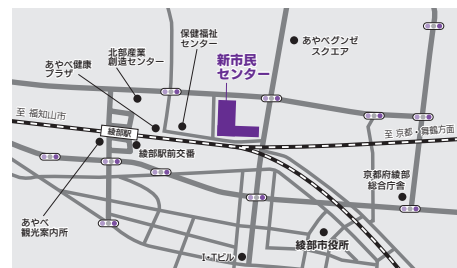 保健福祉
センター
あやべグンゼ
スクエア
北部産業
創造センター
あやべ健康
プラザ
新市民
センター
至 福知山市
綾部駅
至 京都・舞鶴方面
綾部駅前交番
京都府綾部
総合庁舎
あやべ
観光案内所
I・Tビル
綾部市役所